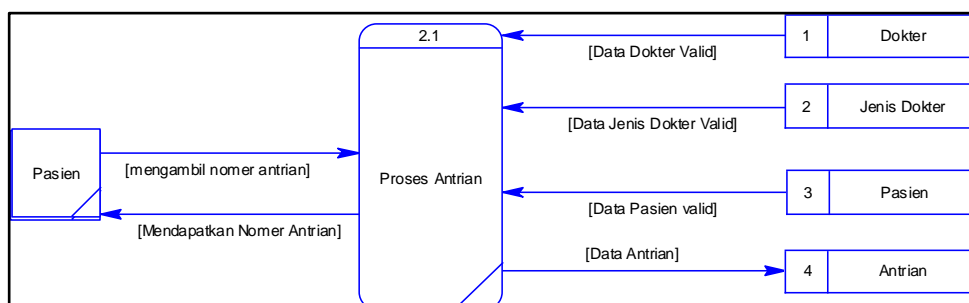 2.1
1 Dokter
[Data Dokter Valid]
2 Jenis Dokter
[Data Jenis Dokter Valid]
Pasien
[mengambil nomer antrian]
Proses Antrian
3 Pasien
[Data Pasien valid]
[Mendapatkan Nomer Antrian]
[Data Antrian]
4 Antrian